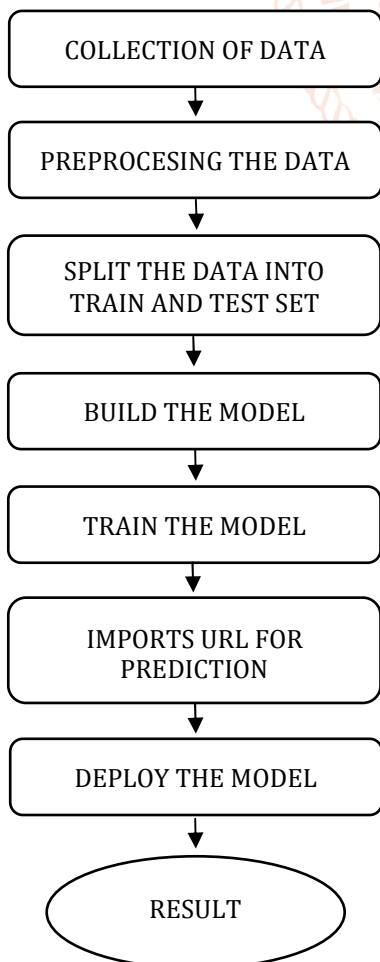 COLLECTION OF DATA
PREPROCESING THE DATA
SPLIT THE DATA INTO
TRAIN AND TEST SET
BUILD THE MODEL
TRAIN THE MODEL
IMPORTS URL FOR
PREDICTION
DEPLOY THE MODEL
RESULT